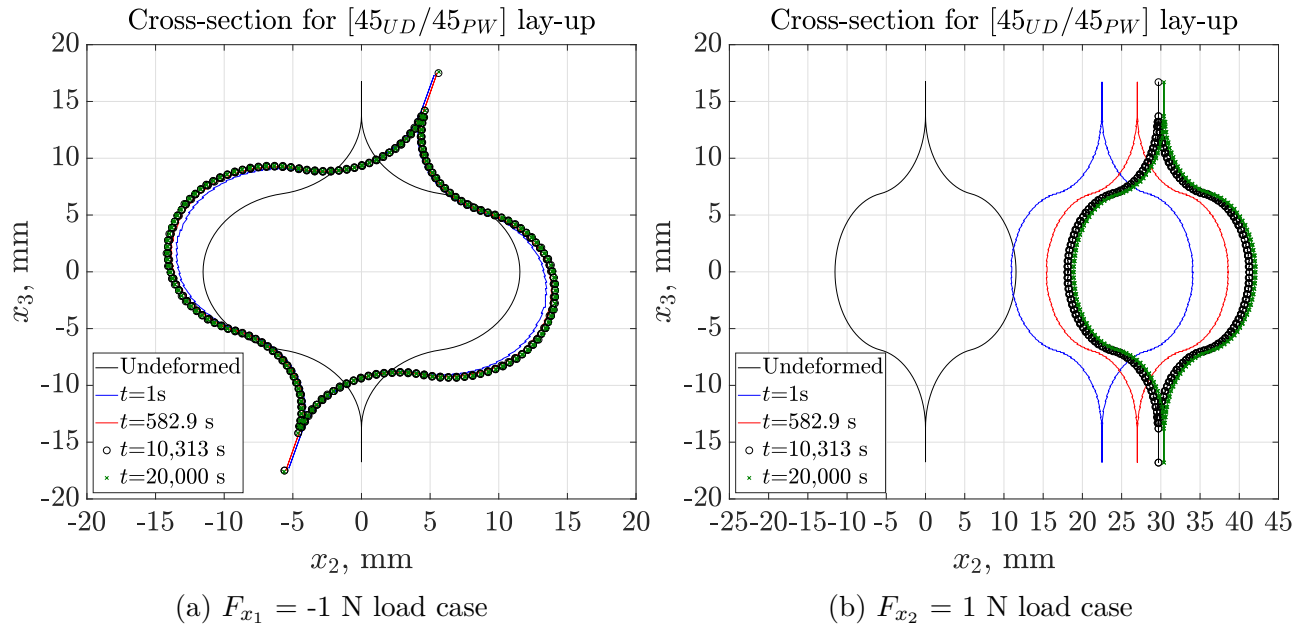 Cross-section for [45_{UD}/45_{PW}] lay-up
20
15
10
5
0
-5
-10
-15
-20
x_3, mm
Undeformed
t=1s
t=582.9 s
t=10,313 s
t=20,000 s
-20 -15 -10 -5 0 5 10 15 20
x_2, mm
(a) F_{x_1} = -1 N load case
Cross-section for [45_{UD}/45_{PW}] lay-up
20
15
10
5
0
-5
-10
-15
-20
x_3, mm
Undeformed
t=1s
t=582.9 s
t=10,313 s
t=20,000 s
-25 -20 -15 -10 -5 0 5 10 15 20 25 30 35 40 45
x_2, mm
(b) F_{x_2} = 1 N load case